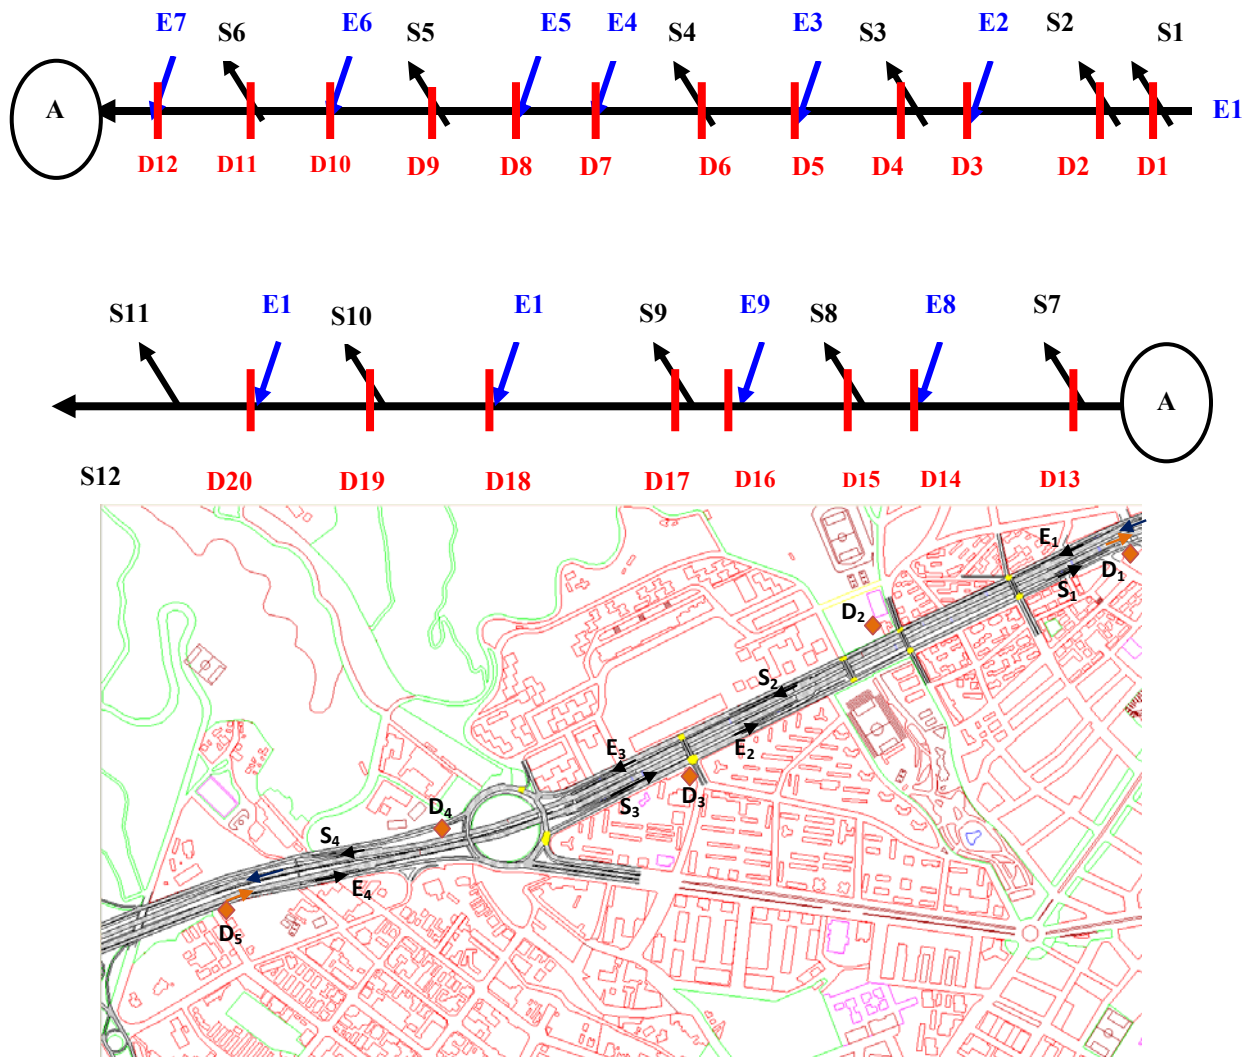 E7 S6 E6 S5 E5 E4 S4 E3 S3 E2 S2 S1
A E1
D12 D11 D10 D9 D8 D7 D6 D5 D4 D3 D2 D1
S11 E1 S10 E1 S9 E9 S8 E8 S7
A
S12 D20 D19 D18 D17 D16 D15 D14 D13
E1
D1
S1
D2
S2
E2
E3
S3
D3
D4
S4
E4
D5